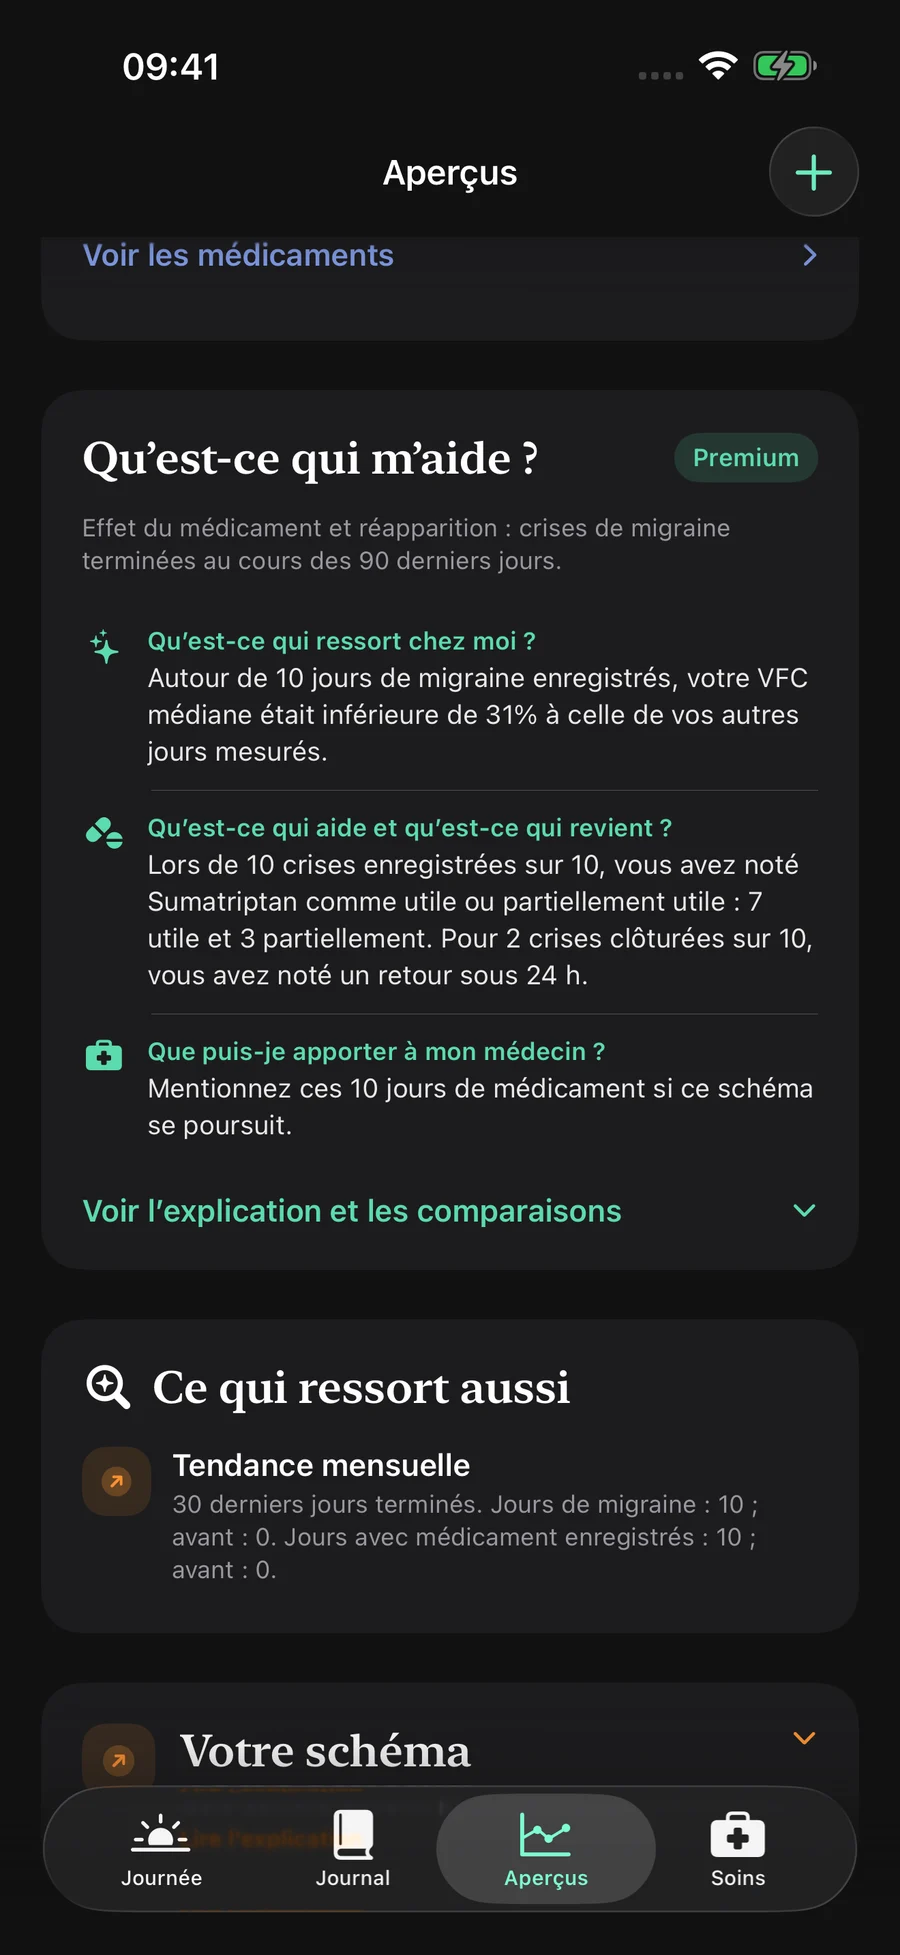 09:41
Aperçus
Voir les médicaments
Qu’est-ce qui m’aide ?
Premium
Effet du médicament et réapparition : crises de migraine
terminées au cours des 90 derniers jours.
Qu’est-ce qui ressort chez moi ?
Autour de 10 jours de migraine enregistrés, votre VFC
médiane était inférieure de 31% à celle de vos autres
jours mesurés.
Qu’est-ce qui aide et qu’est-ce qui revient ?
Lors de 10 crises enregistrées sur 10, vous avez noté
Sumatriptan comme utile ou partiellement utile : 7
utile et 3 partiellement. Pour 2 crises clôturées sur 10,
vous avez noté un retour sous 24 h.
Que puis-je apporter à mon médecin ?
Mentionnez ces 10 jours de médicament si ce schéma
se poursuit.
Voir l’explication et les comparaisons
Ce qui ressort aussi
Tendance mensuelle
30 derniers jours terminés. Jours de migraine : 10 ;
avant : 0. Jours avec médicament enregistrés : 10 ;
avant : 0.
Votre schéma
Journée
Journal
Aperçus
Soins